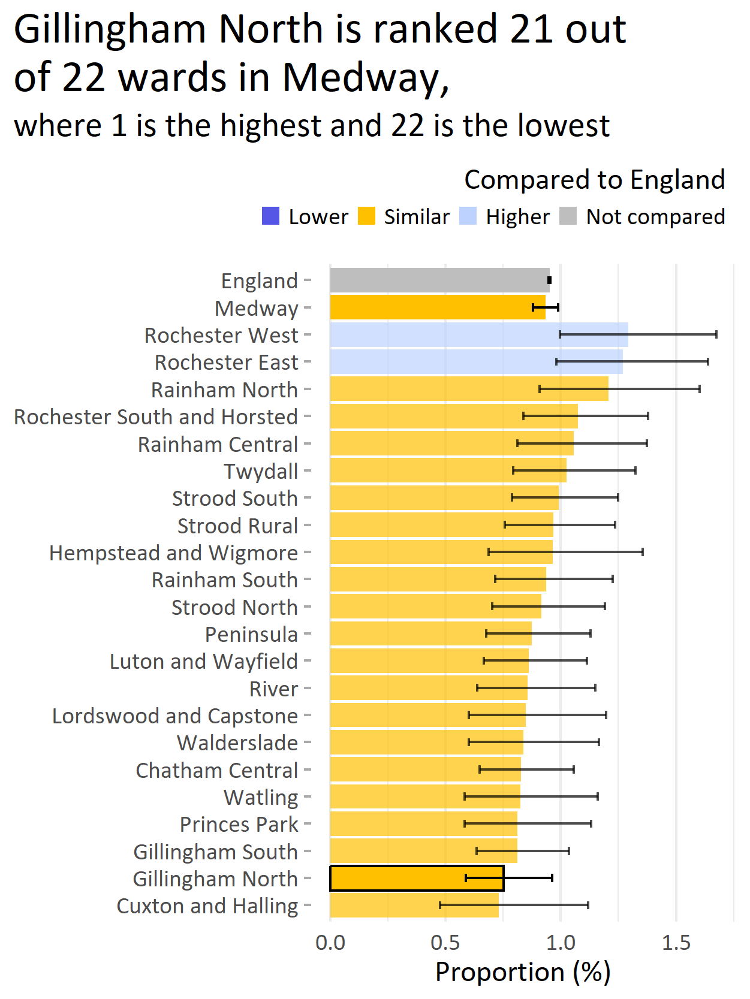 Gillingham North is ranked 21 out
of 22 wards in Medway,
where 1 is the highest and 22 is the lowest
Compared to England
Lower Similar Higher Not compared
England
Medway
Rochester West
Rochester East
Rainham North
Rochester South and Horsted
Rainham Central
Twydall
Strood South
Strood Rural
Hempstead and Wigmore
Rainham South
Strood North
Peninsula
Luton and Wayfield
River
Lordswood and Capstone
Walderslade
Chatham Central
Watling
Princes Park
Gillingham South
Gillingham North
Cuxton and Halling
0.0 0.5 1.0 1.5
Proportion (%)